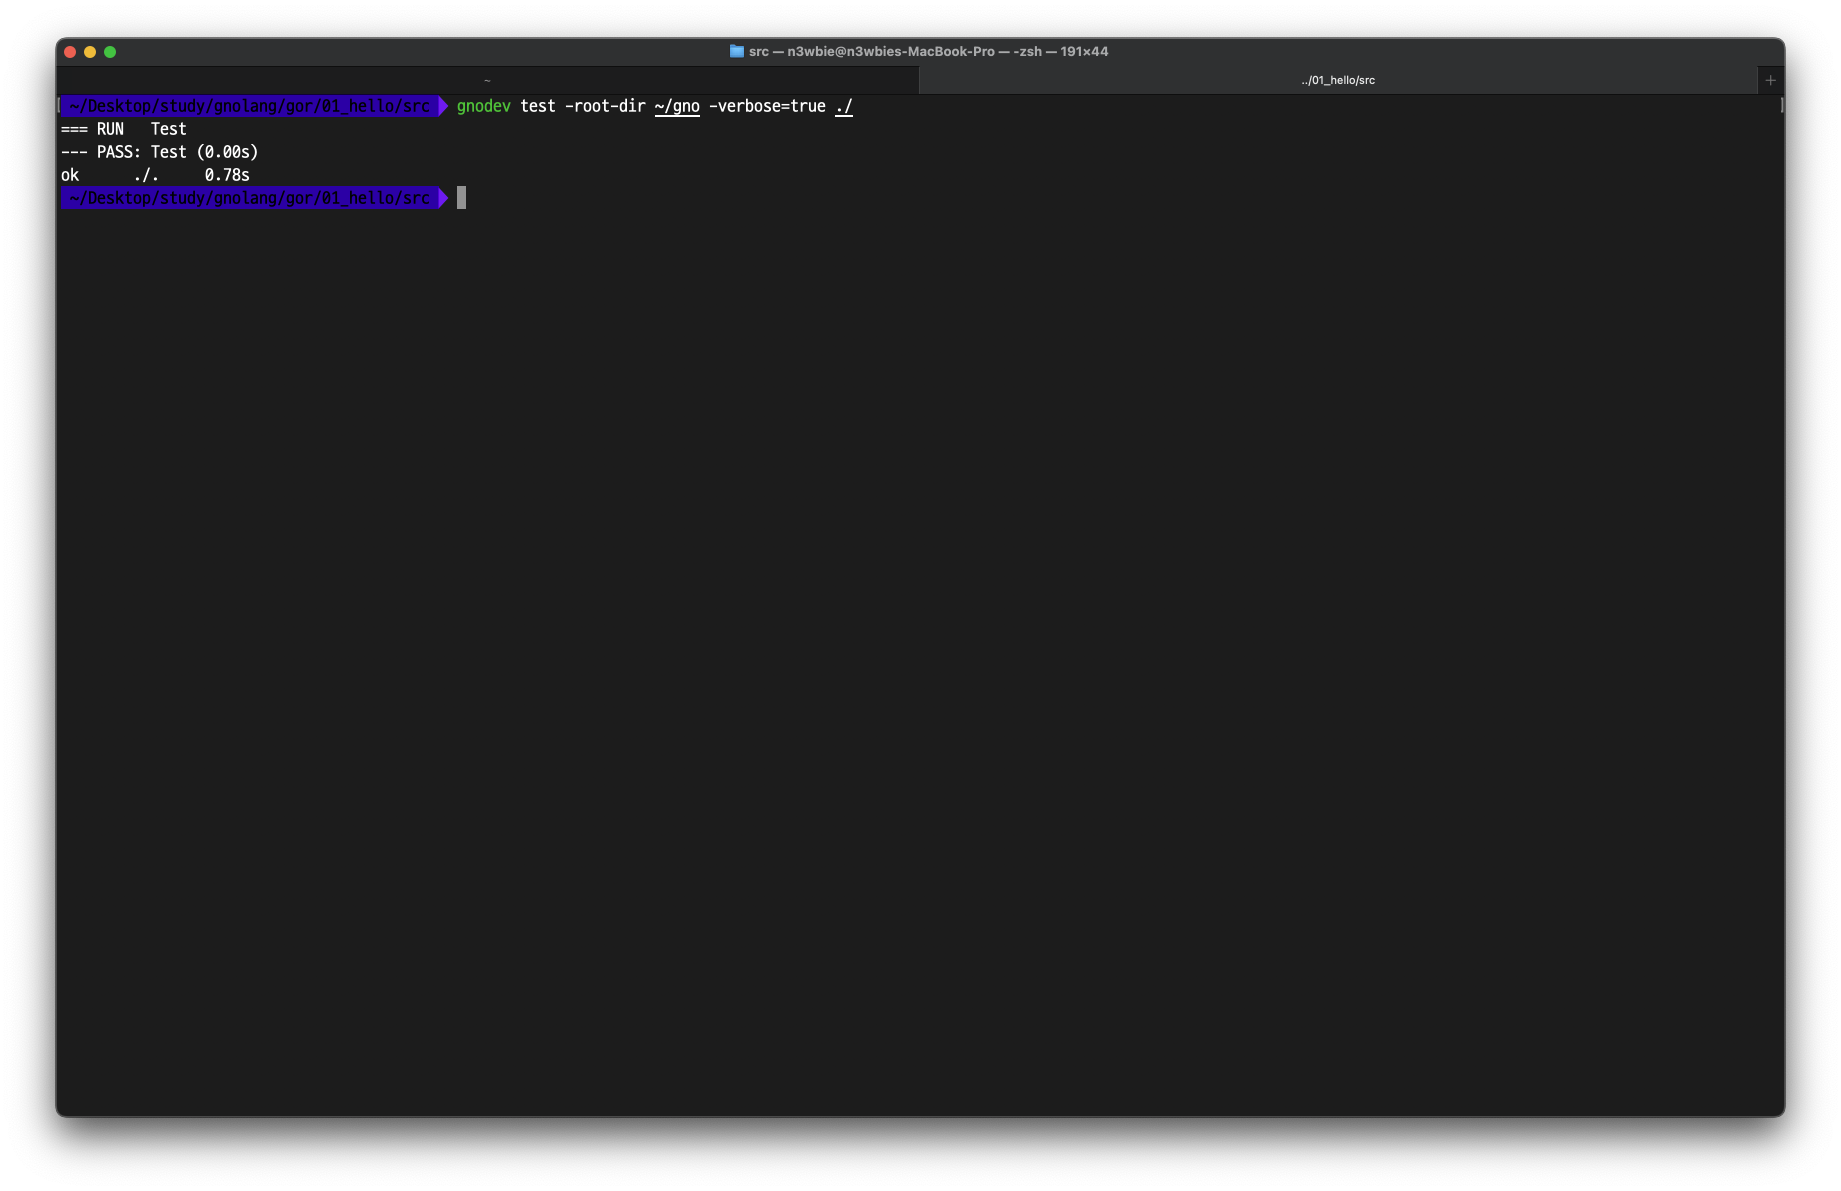 src — n3wbie@n3wbies-MacBook-Pro — -zsh — 191×44
~ ../01_hello/src +
~/Desktop/study/gnolang/gor/01_hello/src gnodev test -root-dir ~/gno -verbose=true ./
=== RUN   Test
--- PASS: Test (0.00s)
ok      ./.     0.78s
~/Desktop/study/gnolang/gor/01_hello/src